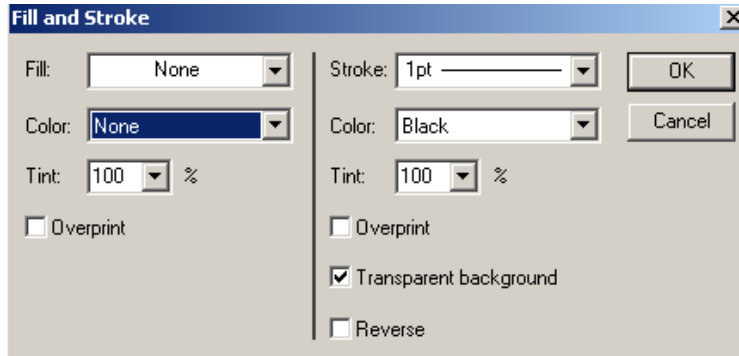 Fill and Stroke
Fill: None
Stroke: 1pt
OK
Color: None
Color: Black
Cancel
Tint: 100 %
Tint: 100 %
Overprint
Overprint
Transparent background
Reverse